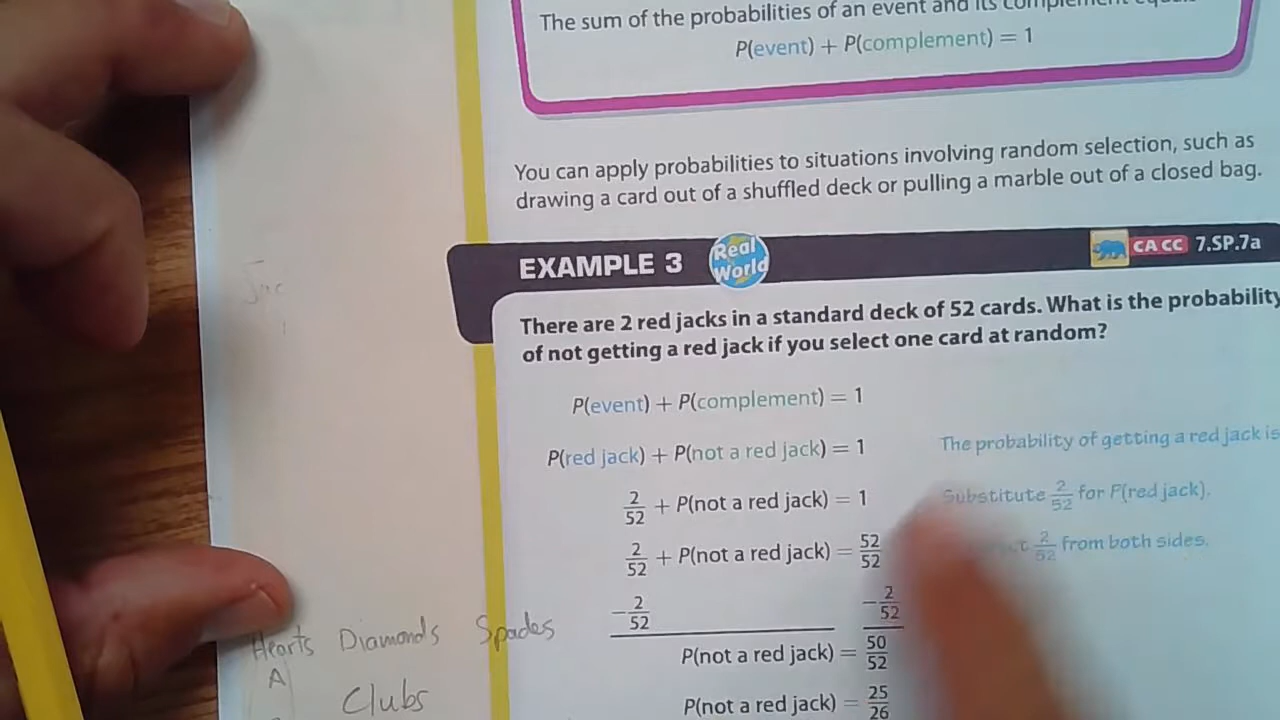 The sum of the probabilities of an event and its complement
P(event) + P(complement) = 1
You can apply probabilities to situations involving random selection, such as
drawing a card out of a shuffled deck or pulling a marble out of a closed bag.
EXAMPLE 3 Real World CA CC 7.SP.7a
There are 2 red jacks in a standard deck of 52 cards. What is the probability
of not getting a red jack if you select one card at random?
P(event) + P(complement) = 1
P(red jack) + P(not a red jack) = 1 The probability of getting a red jack is
2/52 + P(not a red jack) = 1 Substitute 2/52 for P(red jack).
2/52 + P(not a red jack) = 52/52 2/52 from both sides.
−2/52 −2/52
P(not a red jack) = 50/52
P(not a red jack) = 25/26
Hearts Diamonds Spades
A
Clubs